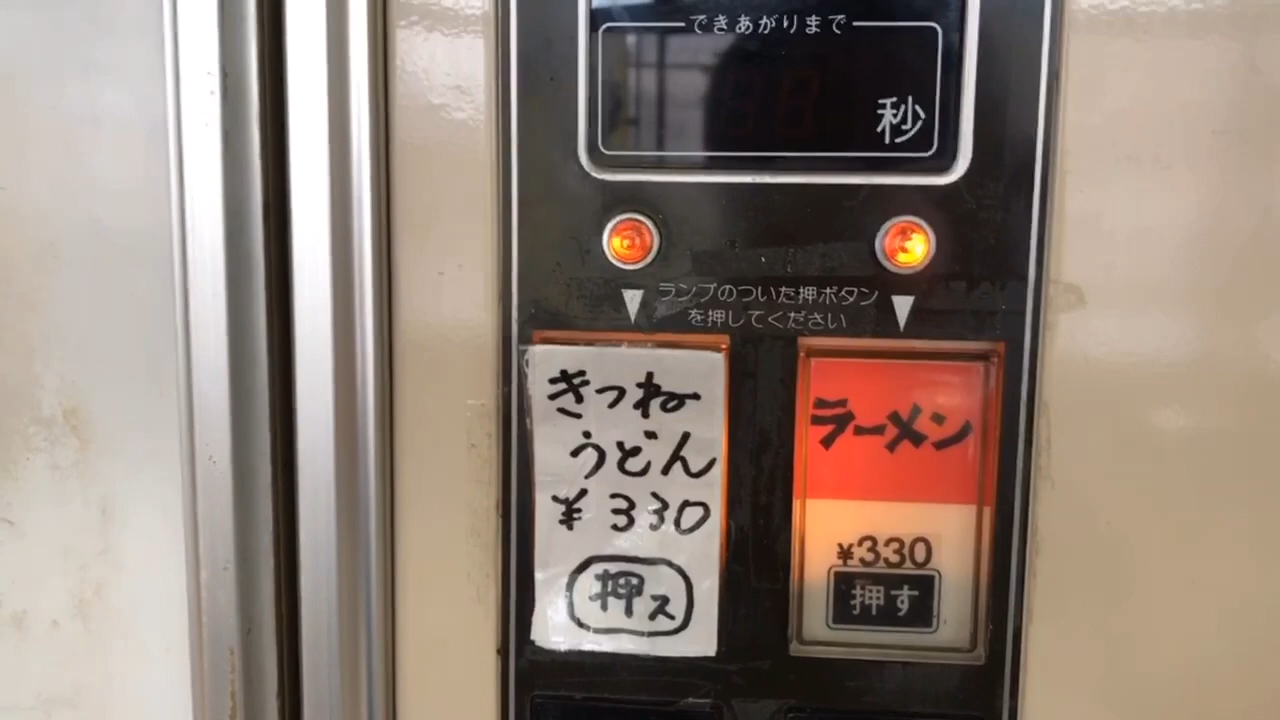 できあがりまで
秒
ランプのついた押ボタン
を押してください
きつね
うどん
¥330
押ス
ラーメン
¥330
押す